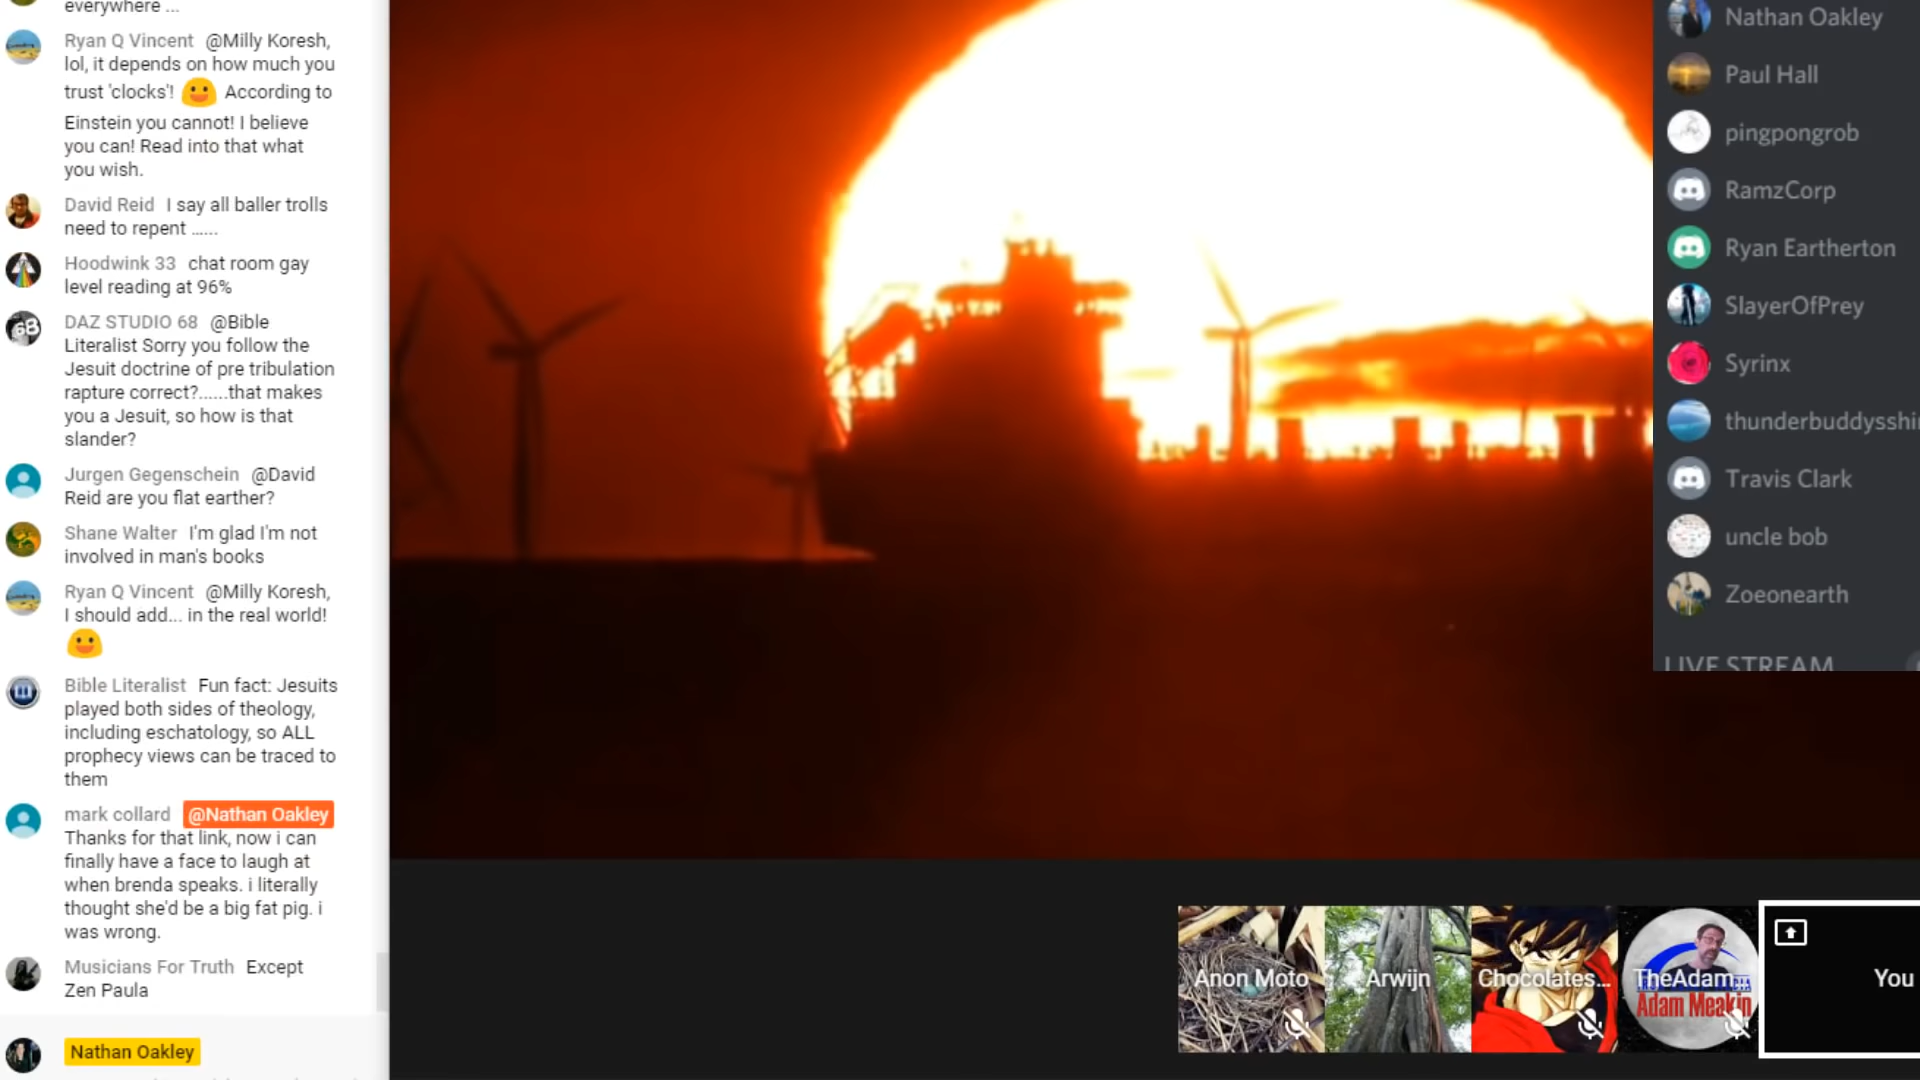 everywhere ...
Ryan Q Vincent @Milly Koresh,
lol, it depends on how much you
trust 'clocks'! According to
Einstein you cannot! I believe
you can! Read into that what
you wish.
David Reid I say all baller trolls
need to repent ......
Hoodwink 33 chat room gay
level reading at 96%
DAZ STUDIO 68 @Bible
Literalist Sorry you follow the
Jesuit doctrine of pre tribulation
rapture correct?......that makes
you a Jesuit, so how is that
slander?
Jurgen Gegenschein @David
Reid are you flat earther?
Shane Walter I'm glad I'm not
involved in man's books
Ryan Q Vincent @Milly Koresh,
I should add... in the real world!
Bible Literalist Fun fact: Jesuits
played both sides of theology,
including eschatology, so ALL
prophecy views can be traced to
them
mark collard @Nathan Oakley
Thanks for that link, now i can
finally have a face to laugh at
when brenda speaks. i literally
thought she'd be a big fat pig. i
was wrong.
Musicians For Truth Except
Zen Paula
Nathan Oakley
Nathan Oakley
Paul Hall
pingpongrob
RamzCorp
Ryan Eartherton
SlayerOfPrey
Syrinx
thunderbuddysshi
Travis Clark
uncle bob
Zoeonearth
LIVE STREAM
Anon Moto
Arwijn
Chocolates...
TheAdam...
Adam Meakin
You